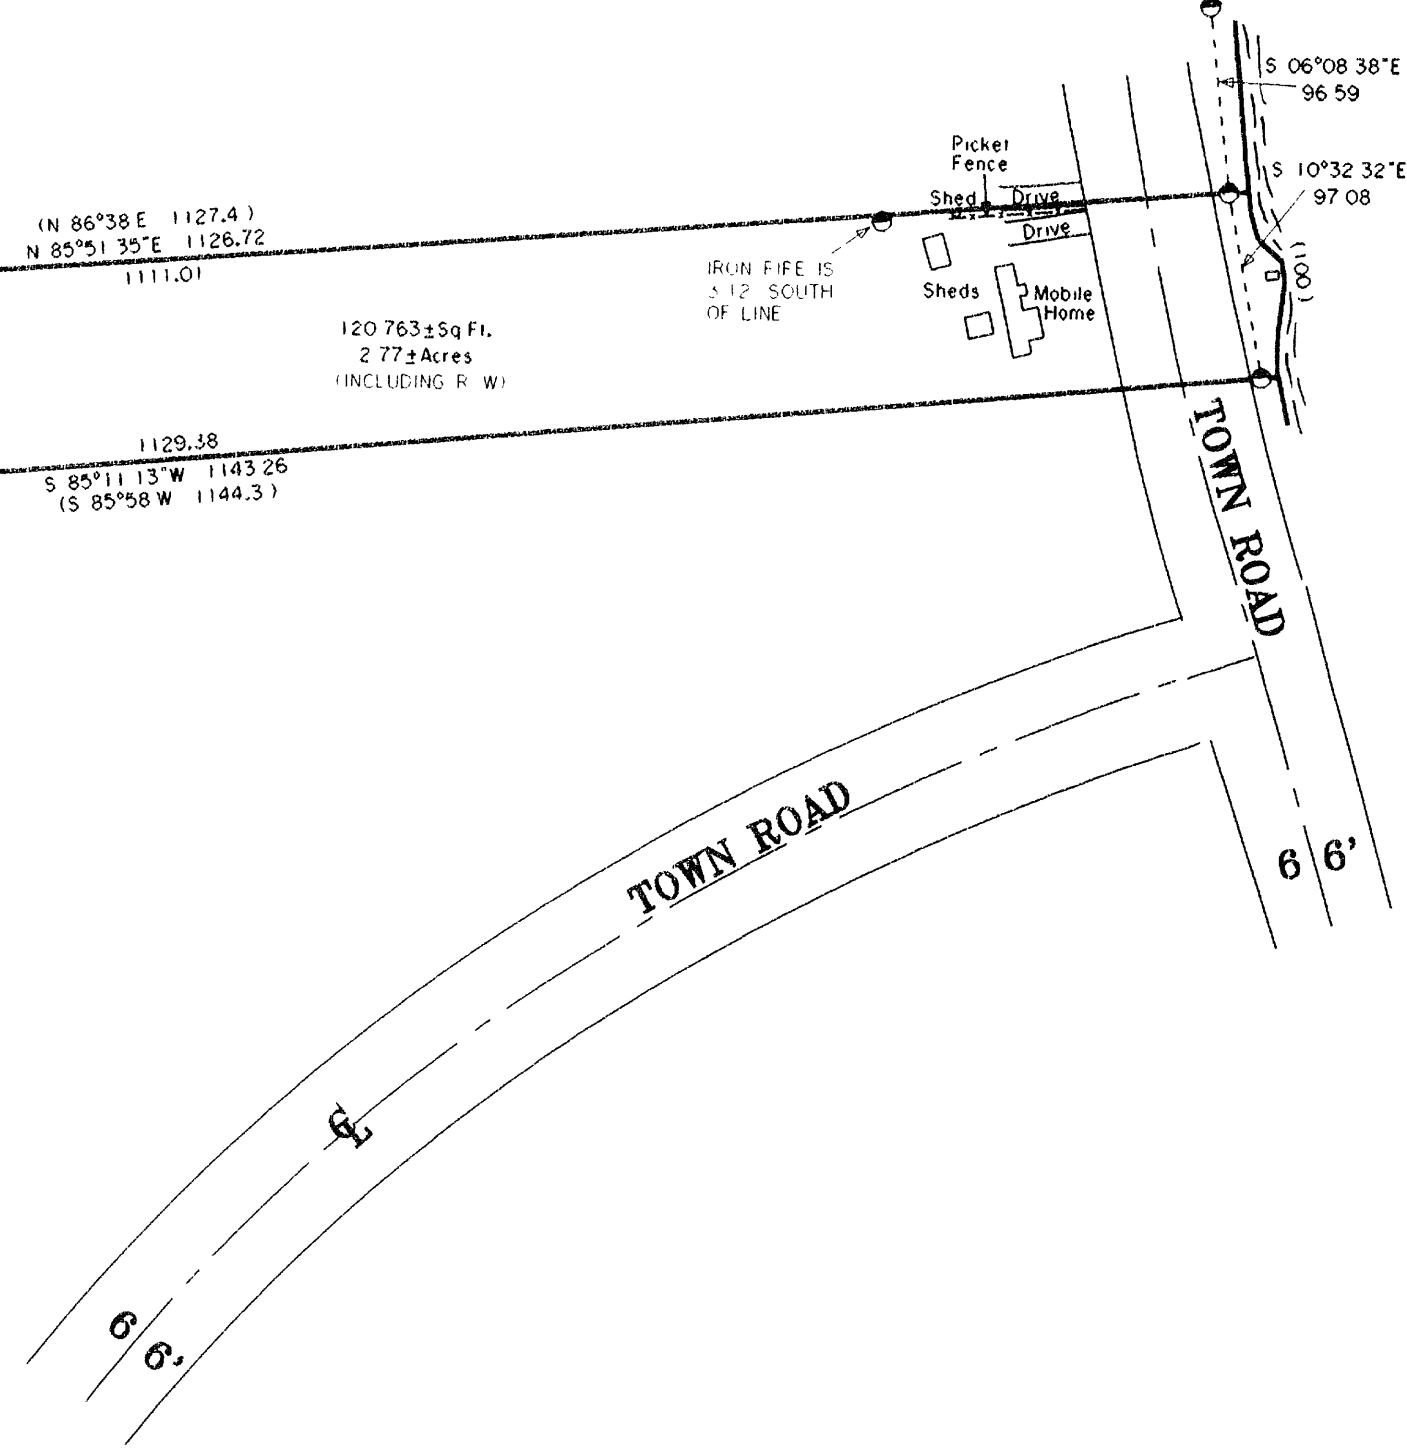 S 06°08 38"E
96 59
Picket
Fence
S 10°32 32"E
97 08
Shed
Drive
(N 86°38 E 1127.4 )
N 85°51 35"E 1126.72
1111.01
Drive
(100)
IRON PIPE IS
3 12 SOUTH
OF LINE
Sheds
Mobile
Home
120 763±Sq Ft.
2 77±Acres
(INCLUDING R W)
1129.38
S 85°11 13"W 1143 26
(S 85°58 W 1144.3 )
TOWN ROAD
TOWN ROAD
6 6'
CL
6 6'